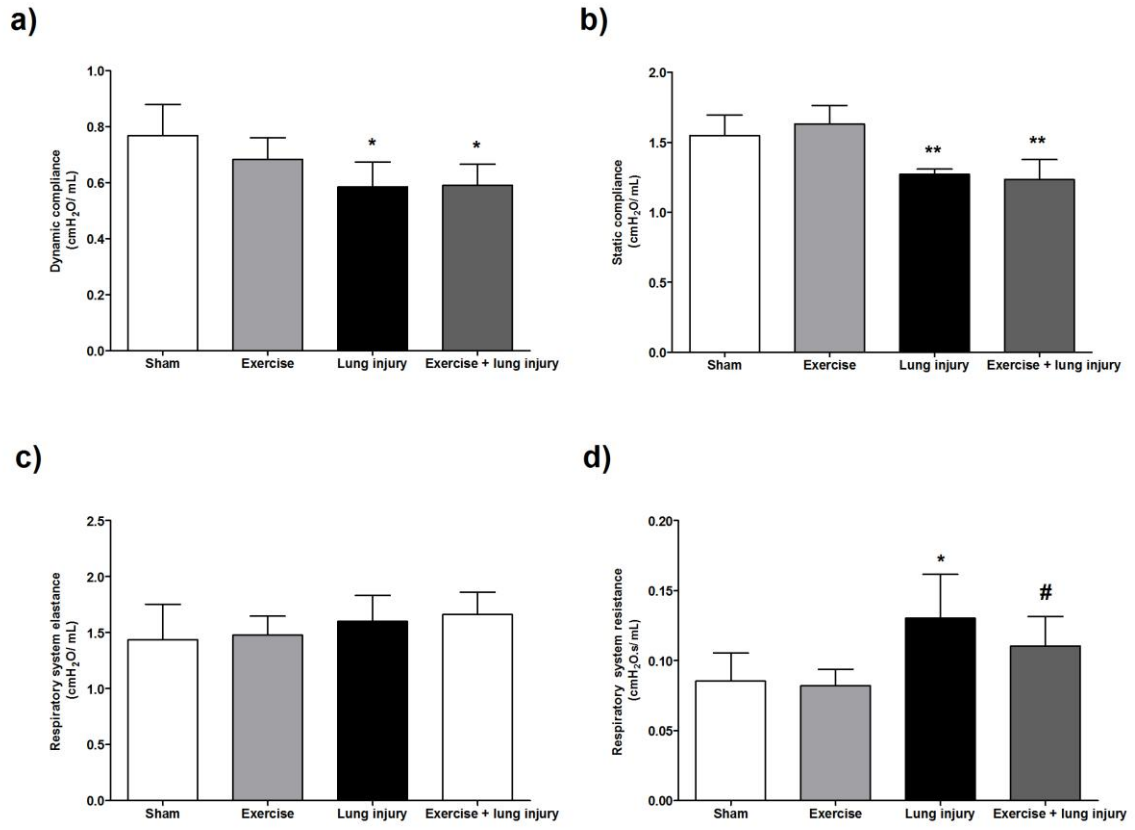 a)
Dynamic compliance
(cmH₂O/ mL)
1.0
0.8
0.6
0.4
0.2
0.0
*
*
Sham
Exercise
Lung injury
Exercise + lung injury
b)
Static compliance
(cmH₂O/ mL)
2.0
1.5
1.0
0.5
0.0
**
**
Sham
Exercise
Lung injury
Exercise + lung injury
c)
Respiratory system elastance
(cmH₂O/ mL)
2.5
2.0
1.5
1.0
0.5
0.0
Sham
Exercise
Lung injury
Exercise + lung injury
d)
Respiratory system resistance
(cmH₂O.s/ mL)
0.20
0.15
0.10
0.05
0.00
*
#
Sham
Exercise
Lung injury
Exercise + lung injury